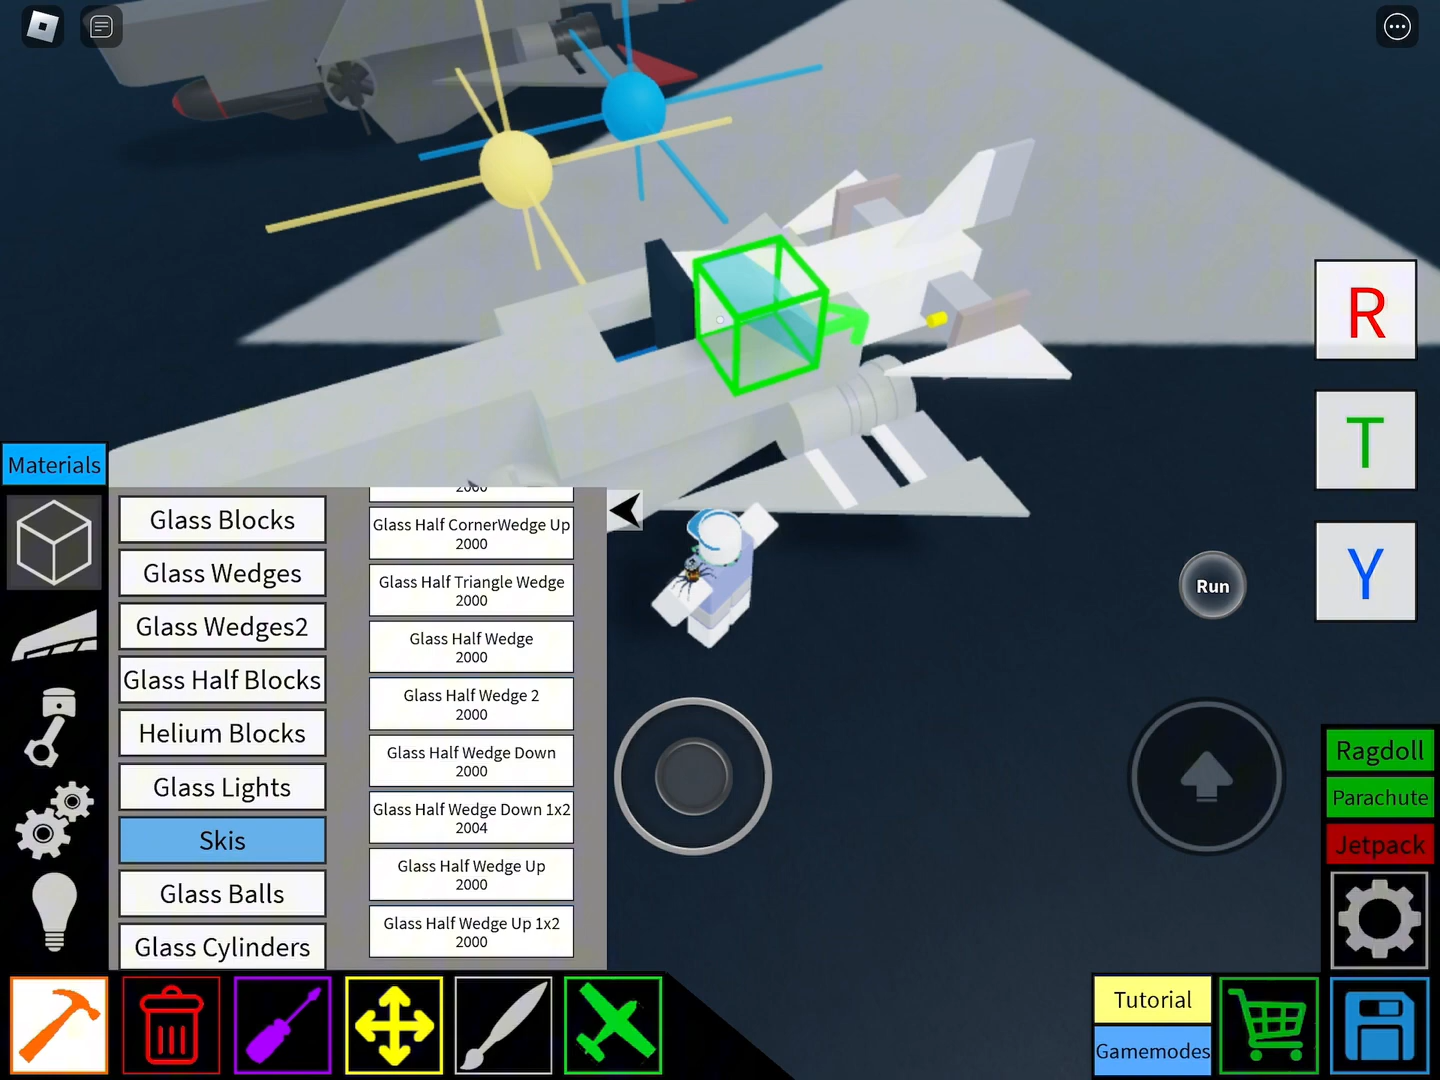 R
T
Y
Materials
Glass Blocks
Glass Wedges
Glass Wedges2
Glass Half Blocks
Helium Blocks
Glass Lights
Skis
Glass Balls
Glass Cylinders
2000
Glass Half CornerWedge Up
2000
Glass Half Triangle Wedge
2000
Glass Half Wedge
2000
Glass Half Wedge 2
2000
Glass Half Wedge Down
2000
Glass Half Wedge Down 1x2
2004
Glass Half Wedge Up
2000
Glass Half Wedge Up 1x2
2000
Run
Ragdoll
Parachute
Jetpack
Tutorial
Gamemodes